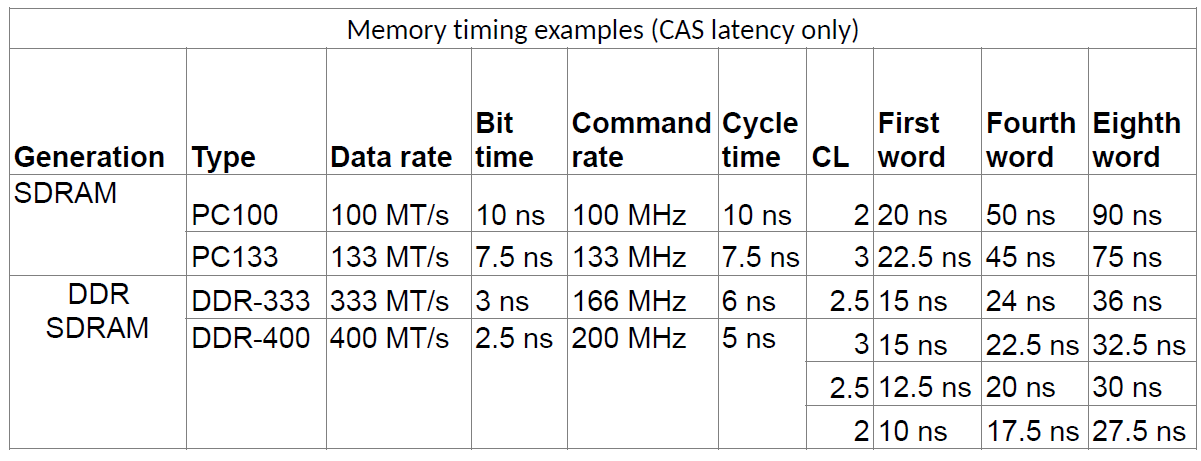 Memory timing examples (CAS latency only)
Generation Type Data rate Bit time Command rate Cycle time CL First word Fourth word Eighth word
SDRAM PC100 100 MT/s 10 ns 100 MHz 10 ns 2 20 ns 50 ns 90 ns
PC133 133 MT/s 7.5 ns 133 MHz 7.5 ns 3 22.5 ns 45 ns 75 ns
DDR SDRAM DDR-333 333 MT/s 3 ns 166 MHz 6 ns 2.5 15 ns 24 ns 36 ns
DDR-400 400 MT/s 2.5 ns 200 MHz 5 ns 3 15 ns 22.5 ns 32.5 ns
2.5 12.5 ns 20 ns 30 ns
2 10 ns 17.5 ns 27.5 ns